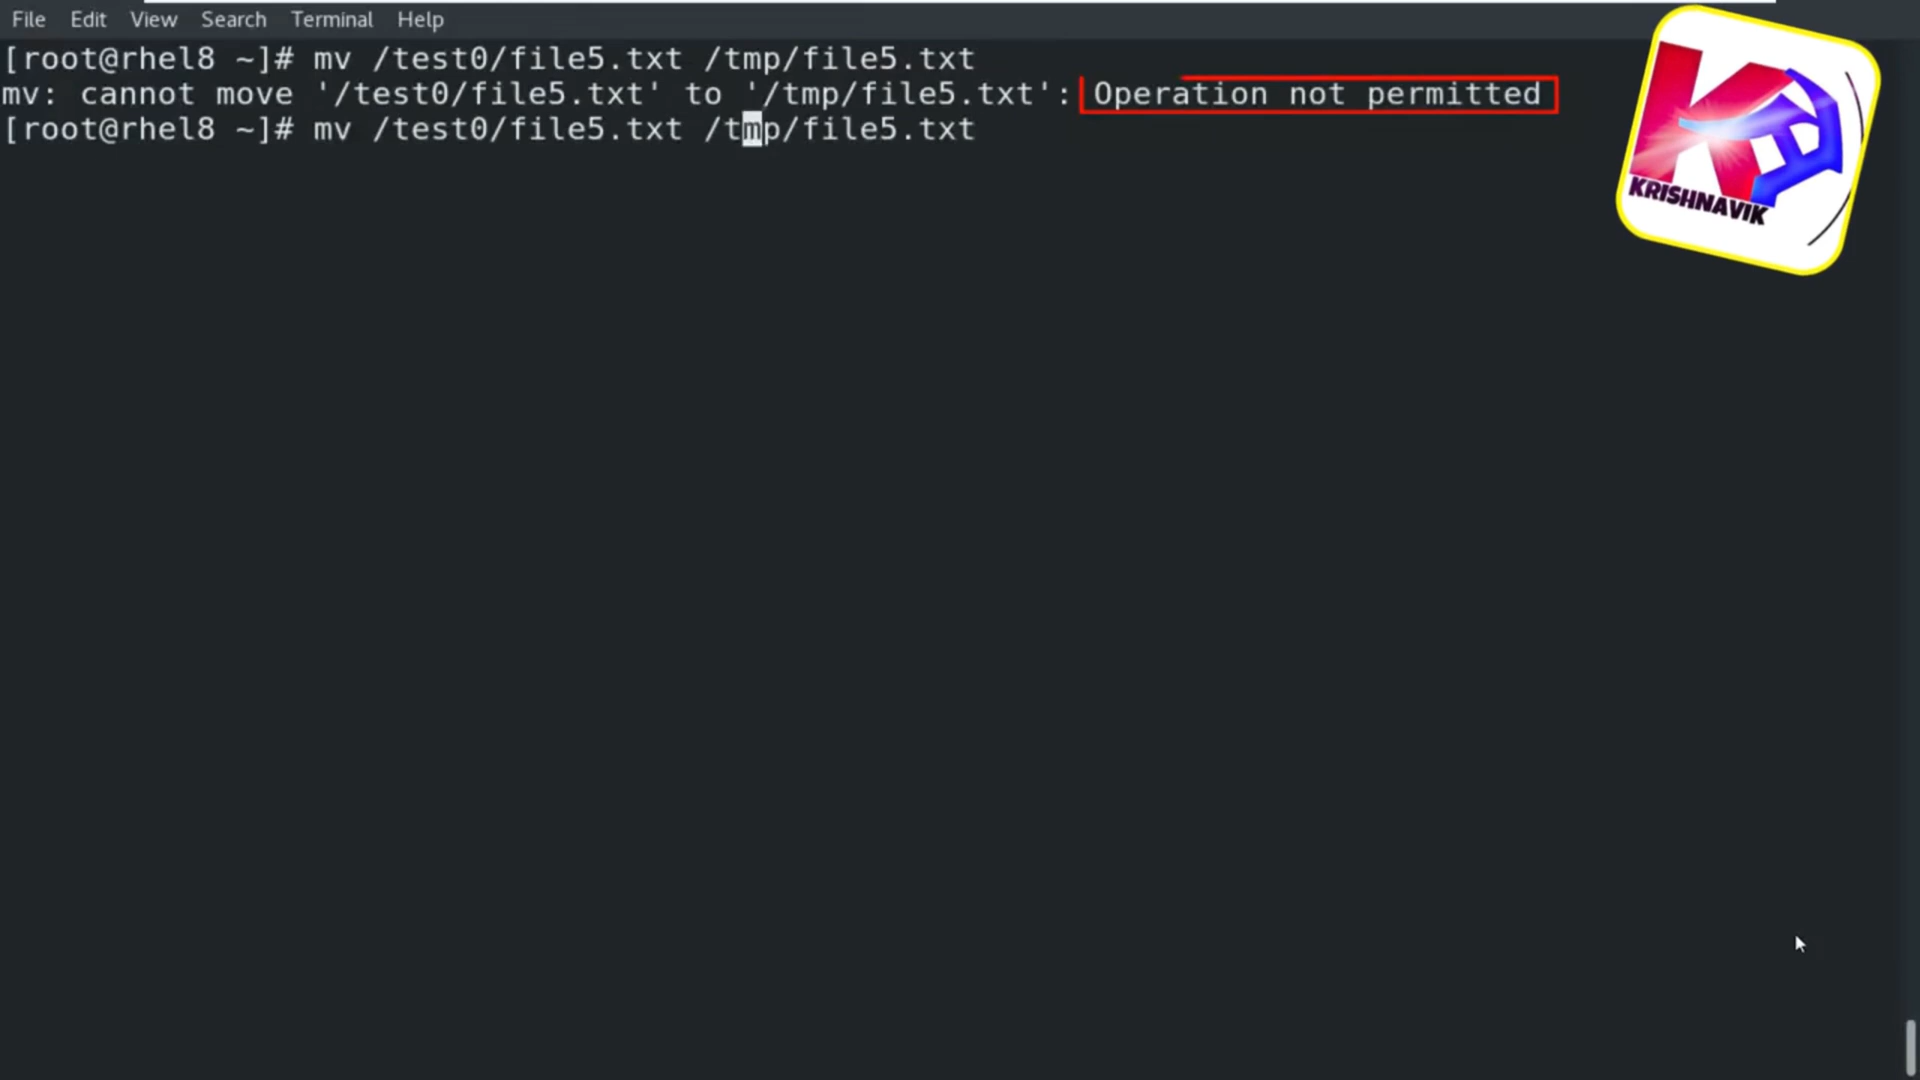 File Edit View Search Terminal Help
[root@rhel8 ~]# mv /test0/file5.txt /tmp/file5.txt
mv: cannot move '/test0/file5.txt' to '/tmp/file5.txt': Operation not permitted
[root@rhel8 ~]# mv /test0/file5.txt /tmp/file5.txt
KRISHNAVIK